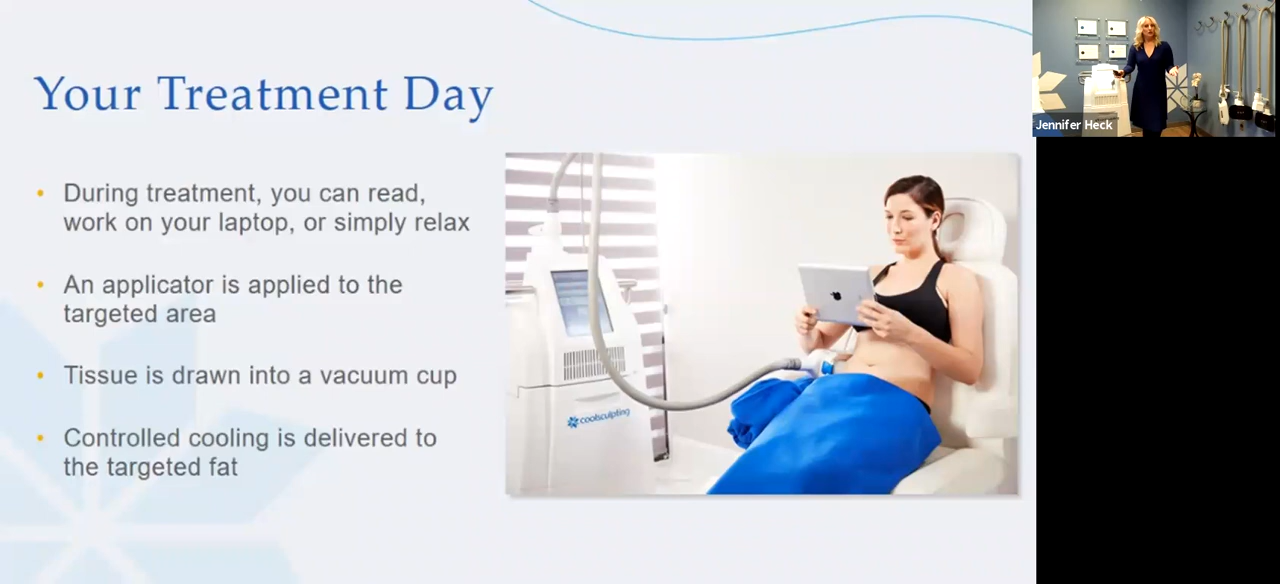 Your Treatment Day
• During treatment, you can read,
work on your laptop, or simply relax
• An applicator is applied to the
targeted area
• Tissue is drawn into a vacuum cup
• Controlled cooling is delivered to
the targeted fat
coolsculpting
Jennifer Heck